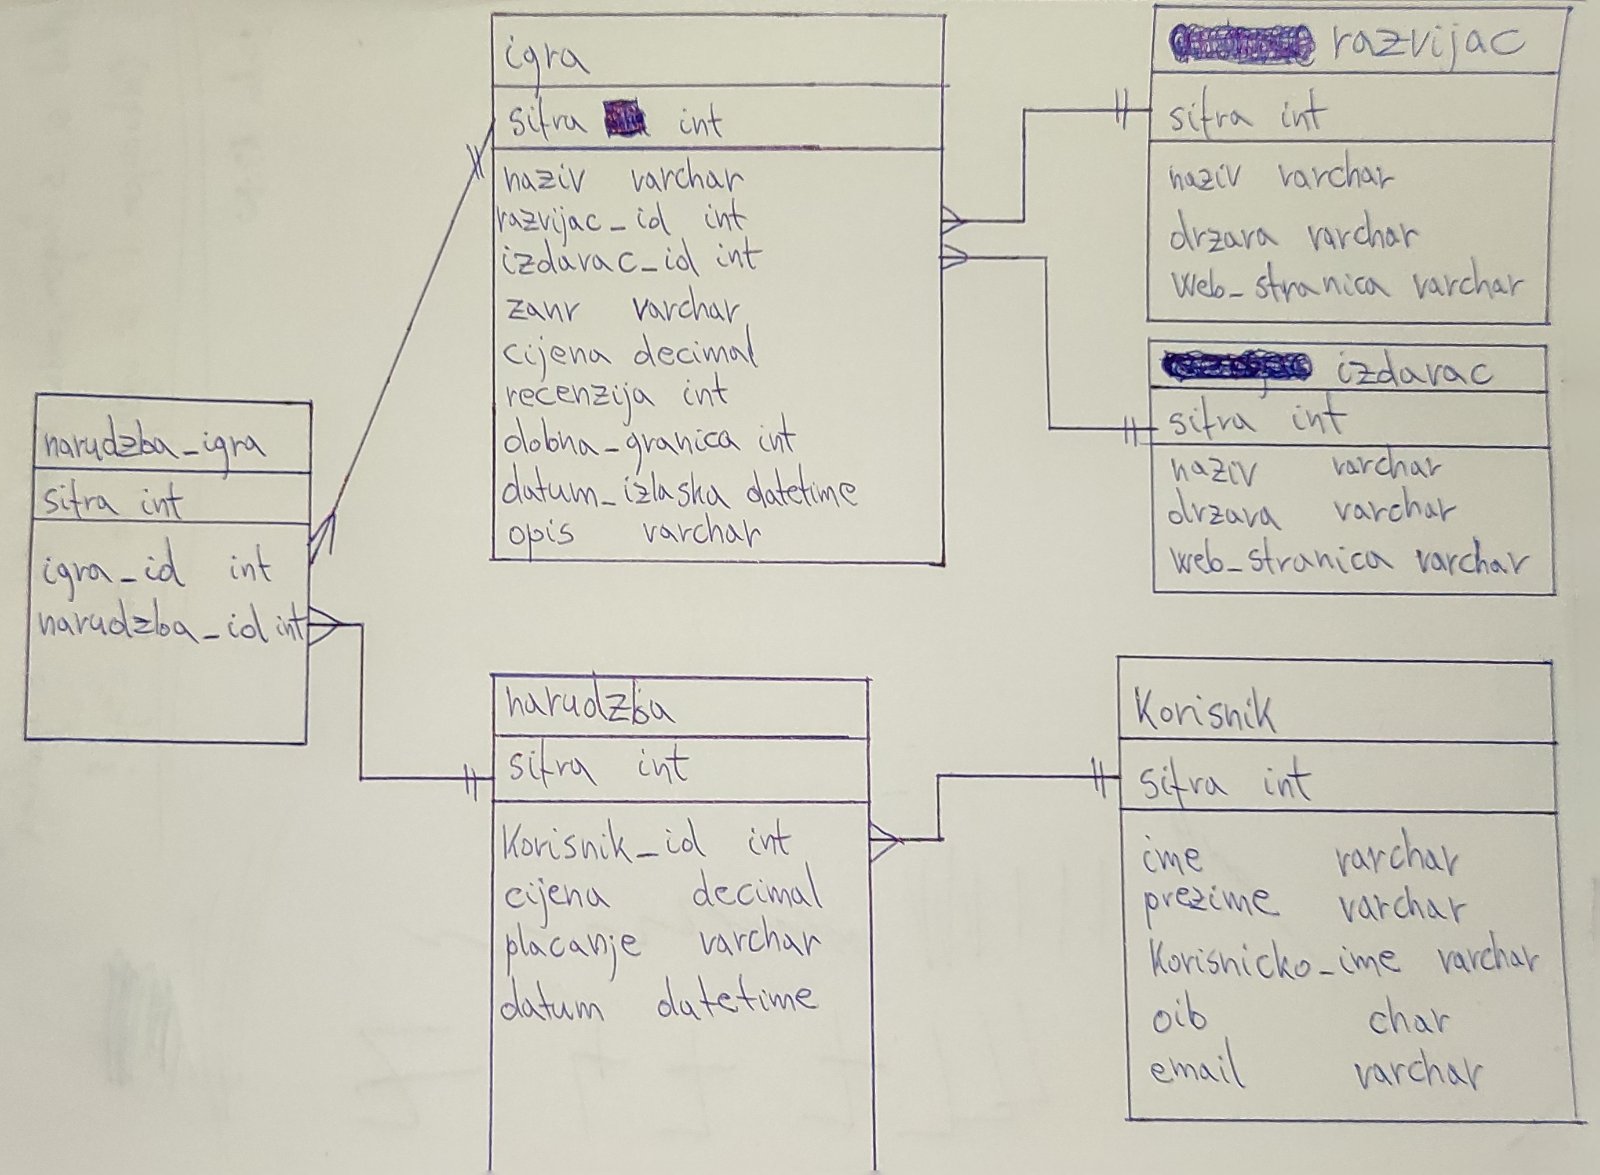 igra
sifra int
naziv varchar
razvijac_id int
izdavac_id int
zanr varchar
cijena decimal
recenzija int
dobna_granica int
datum_izlaska datetime
opis varchar
razvijac
sifra int
naziv varchar
drzava varchar
web_stranica varchar
izdavac
sifra int
naziv varchar
drzava varchar
web_stranica varchar
narudzba_igra
sifra int
igra_id int
narudzba_id int
narudzba
sifra int
Korisnik_id int
cijena decimal
placanje varchar
datum datetime
Korisnik
sifra int
ime varchar
prezime varchar
Korisnicko_ime varchar
oib char
email varchar